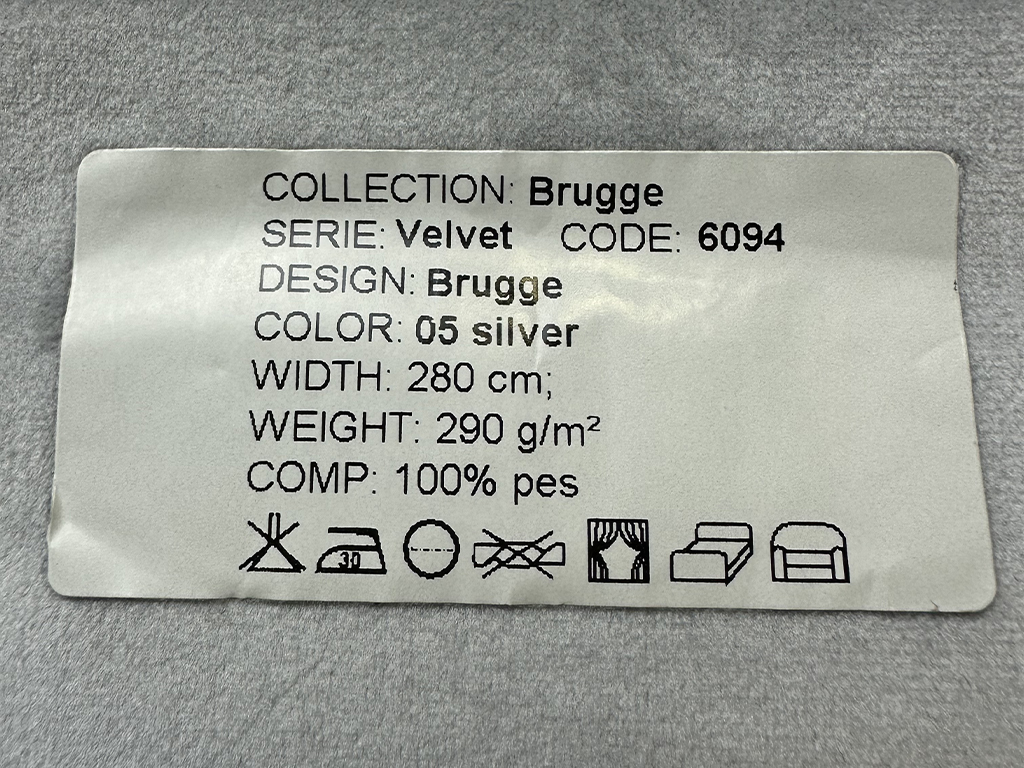 COLLECTION: Brugge
SERIE: Velvet CODE: 6094
DESIGN: Brugge
COLOR: 05 silver
WIDTH: 280 cm;
WEIGHT: 290 g/m²
COMP: 100% pes
30